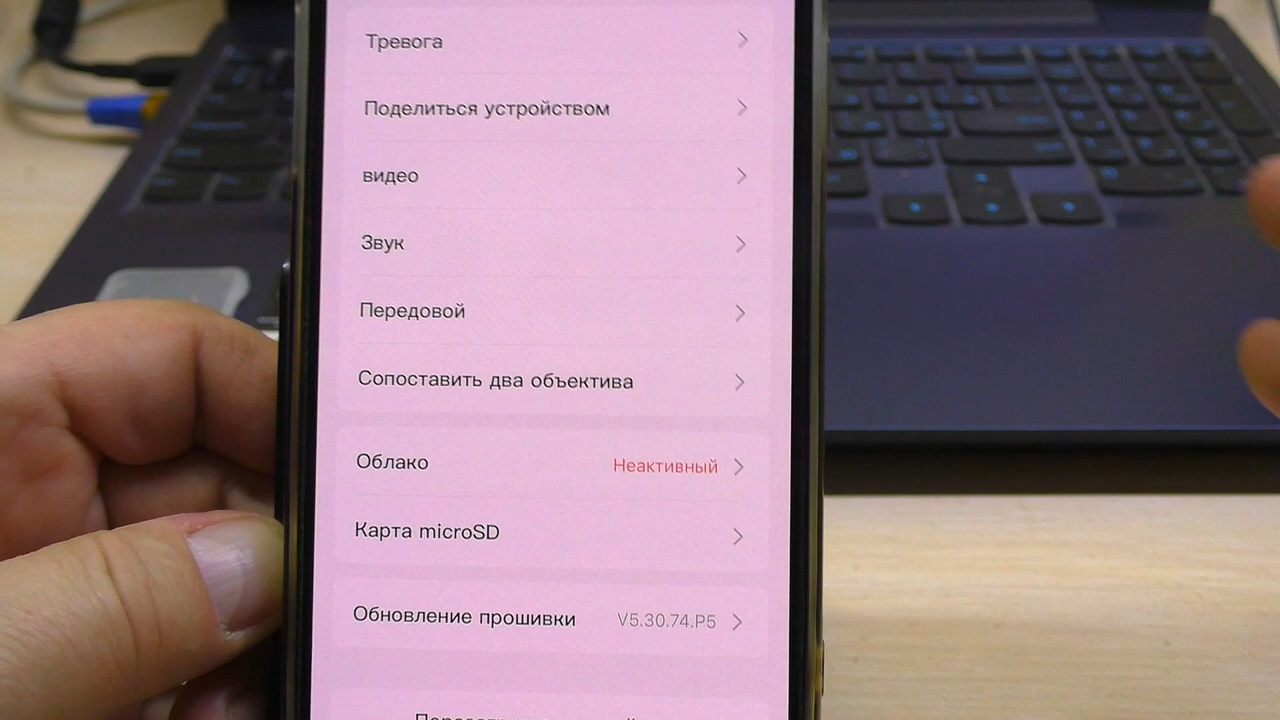 Тревога
Поделиться устройством
видео
Звук
Передовой
Сопоставить два объектива
Облако Неактивный
Карта microSD
Обновление прошивки V5.30.74.P5